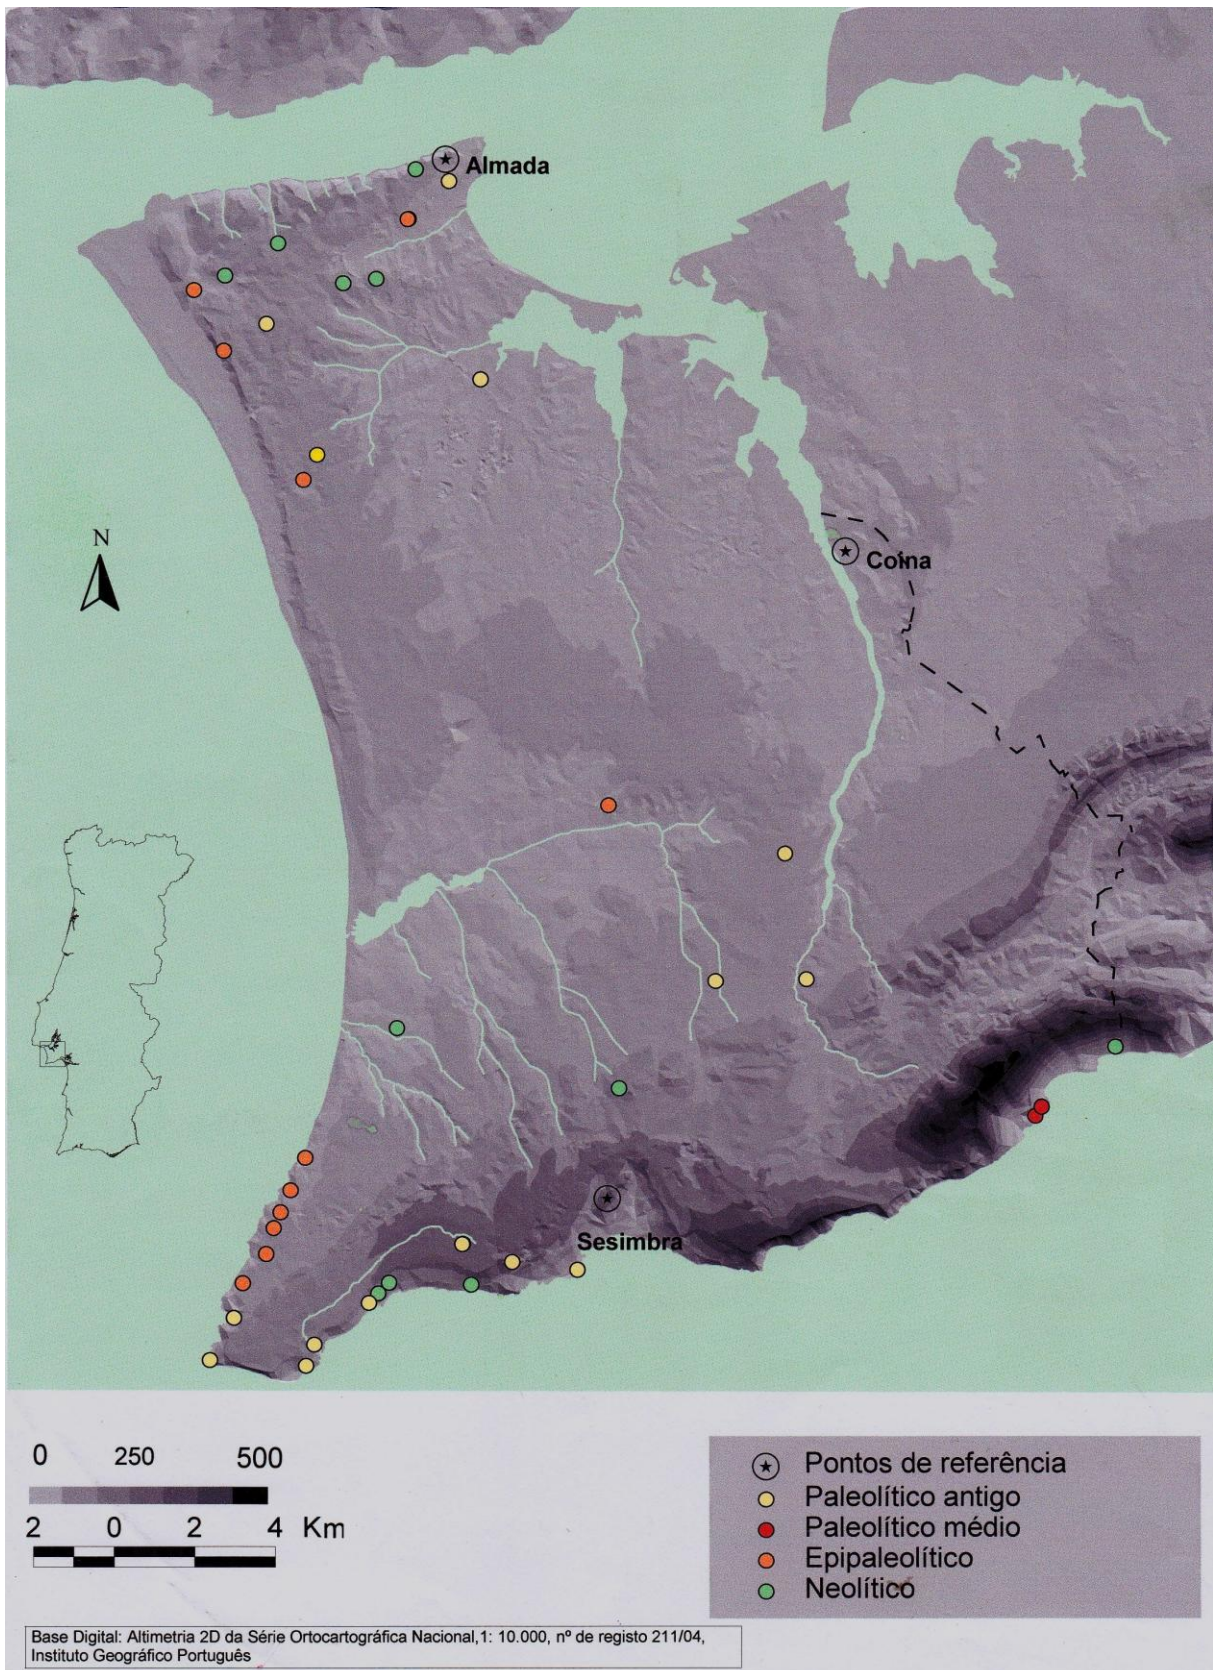 Almada
N
Coina
Sesimbra
0 250 500
2 0 2 4 Km
Pontos de referência
Paleolítico antigo
Paleolítico médio
Epipaleolítico
Neolítico
Base Digital: Altimetria 2D da Série Ortocartográfica Nacional,1: 10.000, nº de registo 211/04,
Instituto Geográfico Português